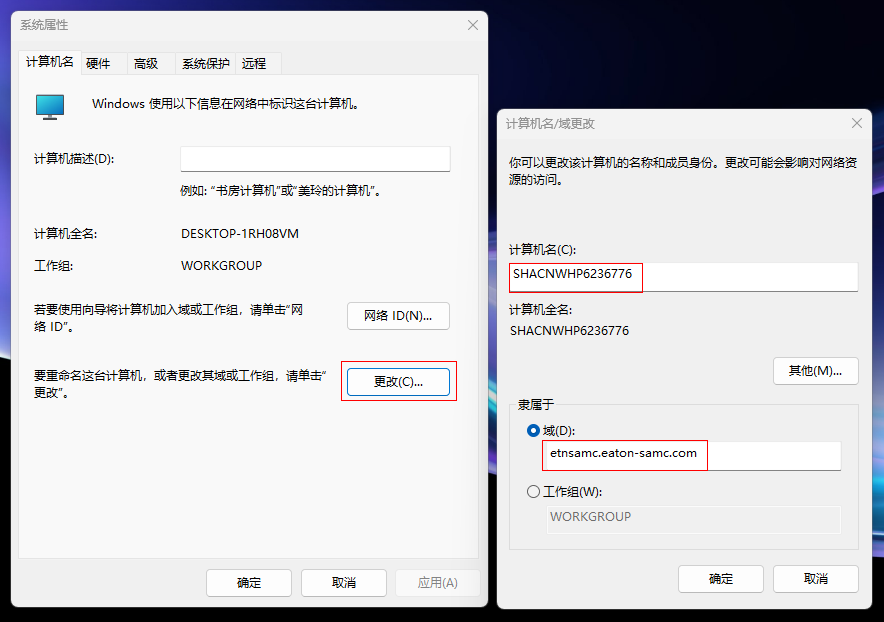 系统属性
计算机名
硬件
高级
系统保护
远程
Windows 使用以下信息在网络中标识这台计算机。
计算机描述(D):
例如: “书房计算机”或“美玲的计算机”。
计算机全名:
DESKTOP-1RH08VM
工作组:
WORKGROUP
若要使用向导将计算机加入域或工作组，请单击“网
络 ID”。
网络 ID(N)...
要重命名这台计算机，或者更改其域或工作组，请单击“
更改”。
更改(C)...
确定
取消
应用(A)
计算机名/域更改
你可以更改该计算机的名称和成员身份。更改可能会影响对网络资
源的访问。
计算机名(C):
SHACNWHP6236776
计算机全名:
SHACNWHP6236776
其他(M)...
隶属于
域(D):
etnsamc.eaton-samc.com
工作组(W):
WORKGROUP
确定
取消